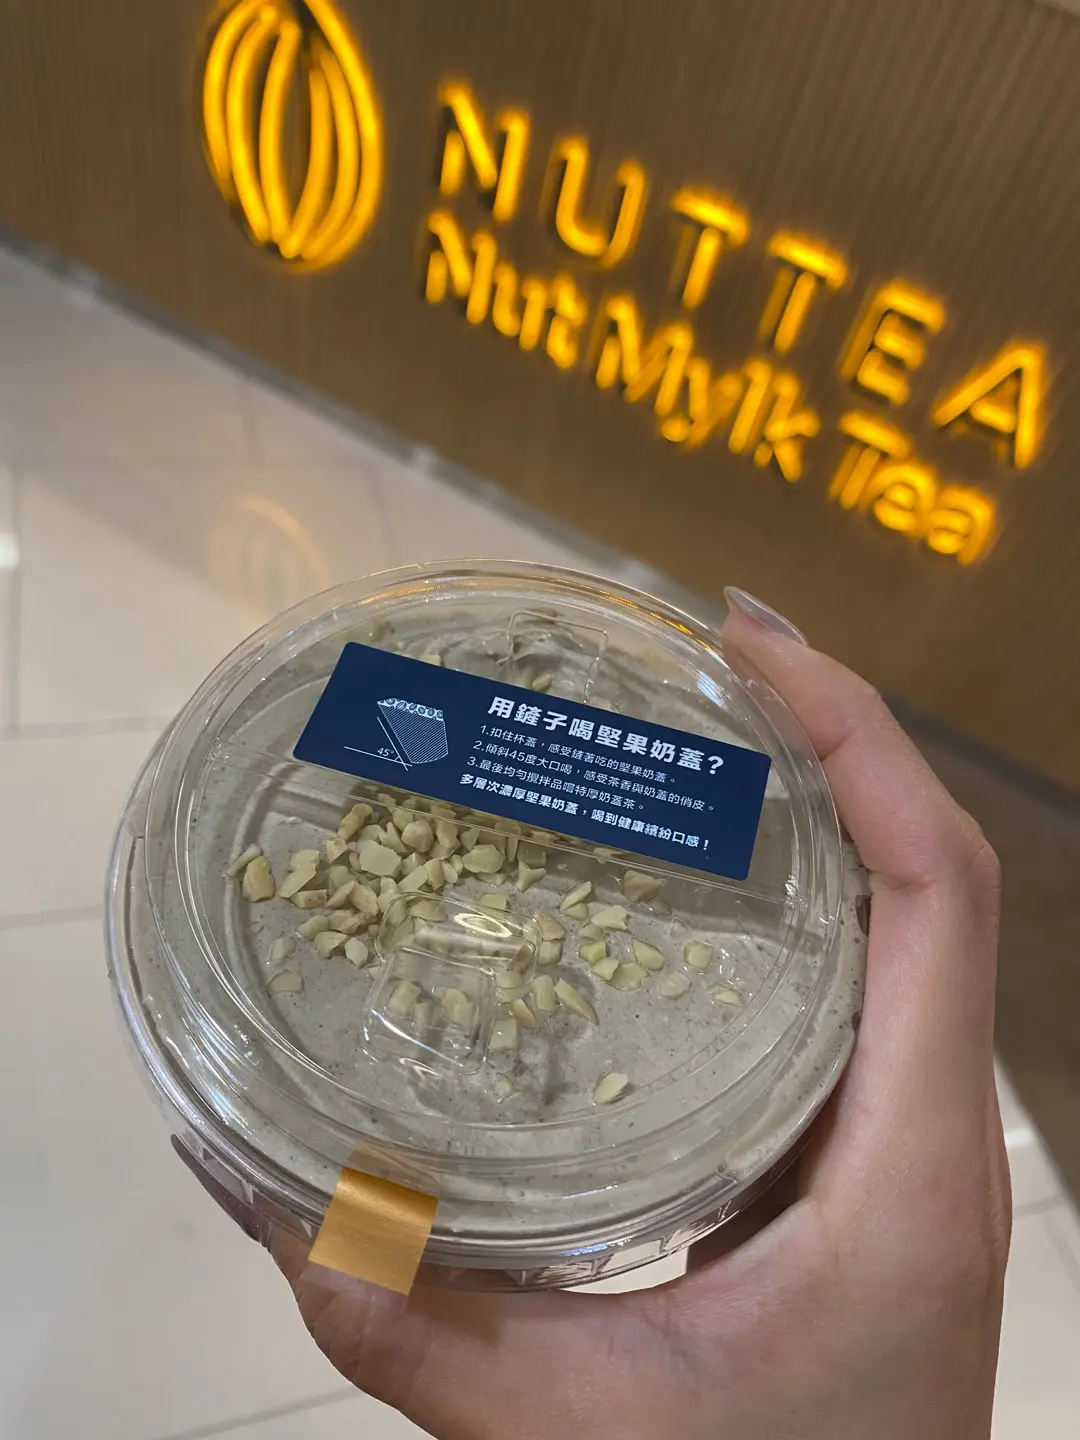 NUTTEA
Nut Mylk Tea
用鏟子喝堅果奶蓋?
1.扣住杯蓋，感受鏟著吃的堅果奶蓋。
2.傾斜45度大口喝，感受茶香與奶蓋的俏皮。
3.最後均勻攪拌品嚐特厚奶蓋茶。
多層次濃厚堅果奶蓋，喝到健康繽紛口感！
45°